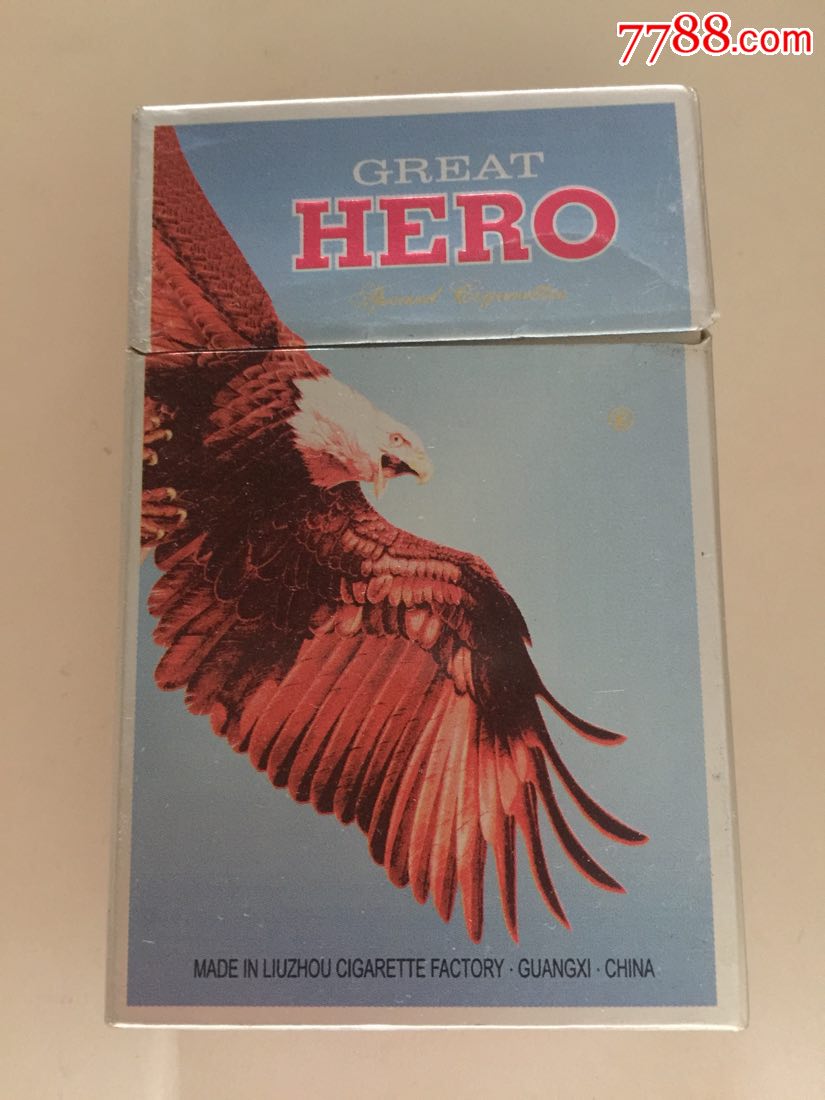 7788.com
GREAT
HERO
MADE IN LIUZHOU CIGARETTE FACTORY · GUANGXI · CHINA